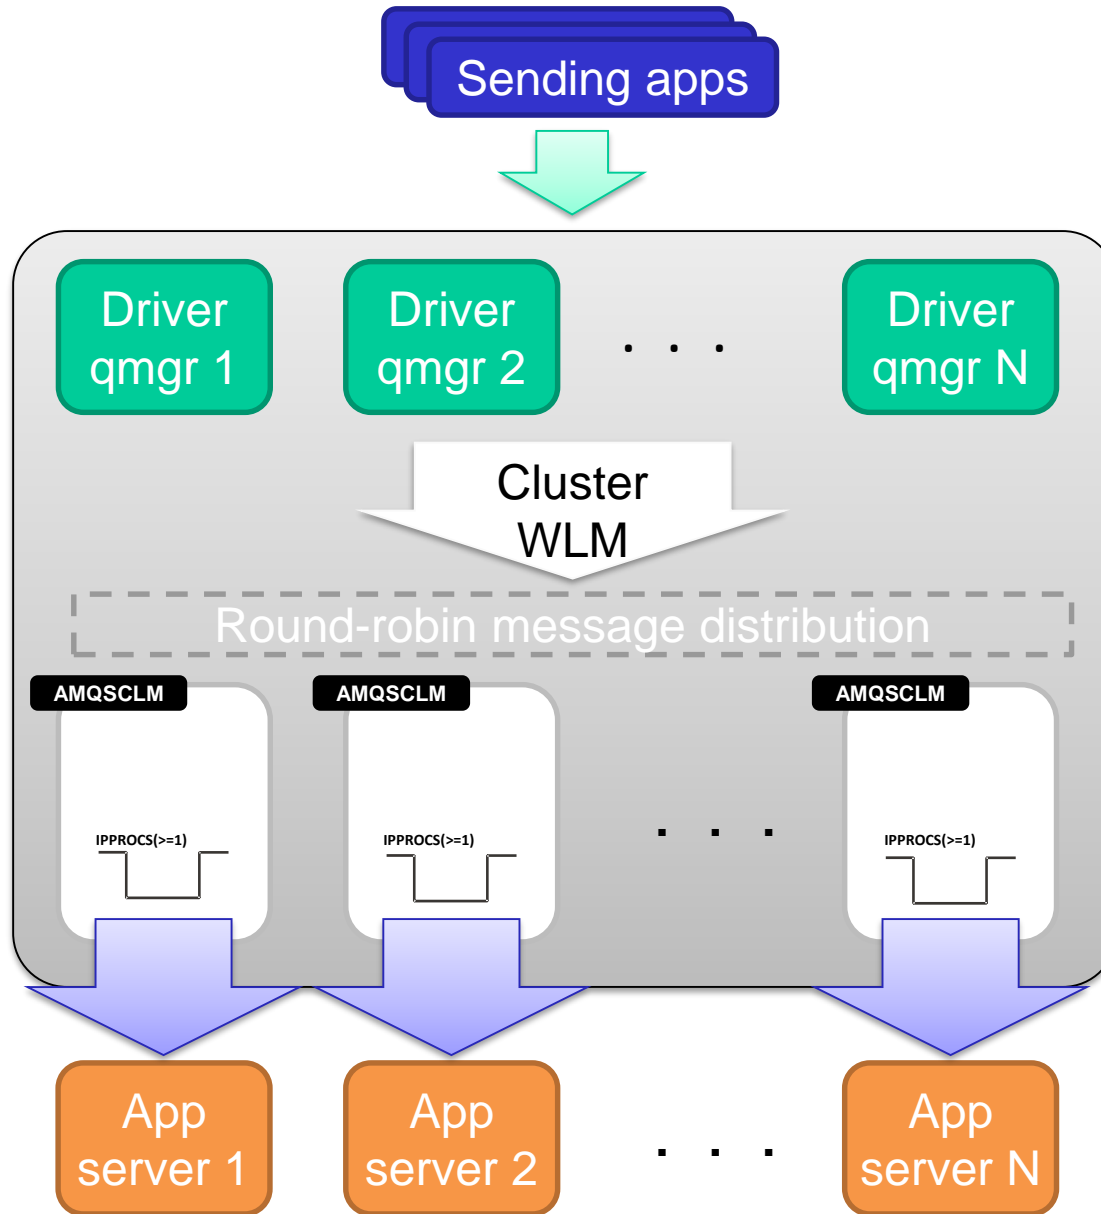 Sending apps
Driver
qmgr 1
Driver
qmgr 2
. . .
Driver
qmgr N
Cluster
WLM
Round-robin message distribution
AMQSCLM
AMQSCLM
AMQSCLM
IPPROCS(>=1)
IPPROCS(>=1)
. . .
IPPROCS(>=1)
App
server 1
App
server 2
. . .
App
server N